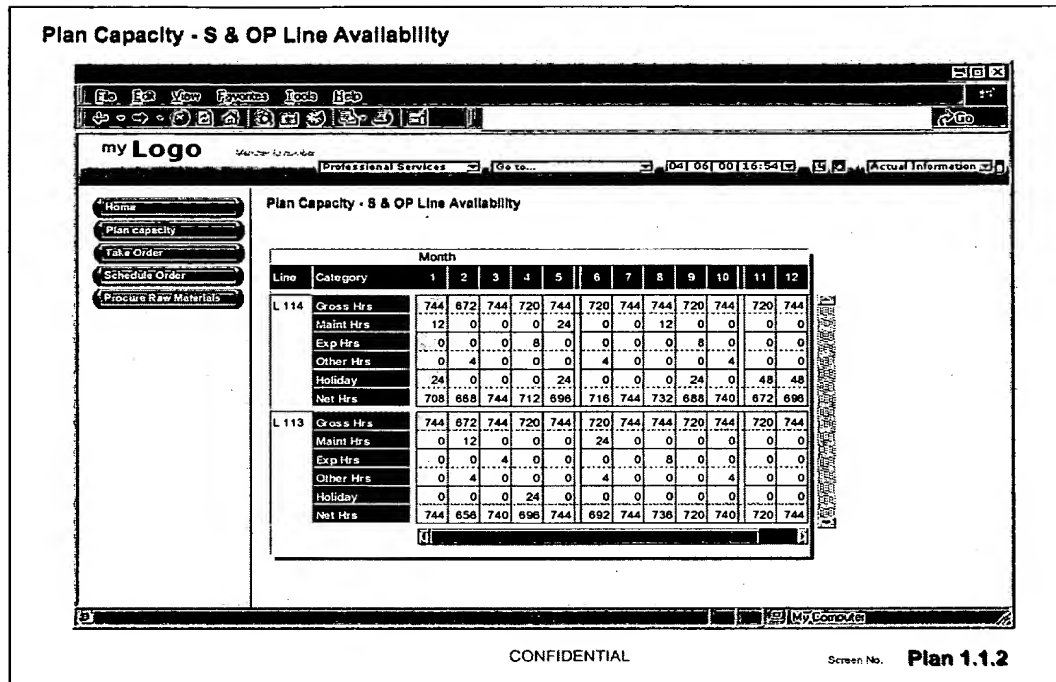 Plan Capacity - S & OP Line Availability
File Edit View Favorites Tools Help
Go
my Logo
Professional Services Go to... 04 06 00 16:54 Actual Information
Home
Plan capacity
Take Order
Schedule Order
Procure Raw Materials
Plan Capacity - S & OP Line Availability
Month
Line Category 1 2 3 4 5 6 7 8 9 10 11 12
L 114 Gross Hrs 744 672 744 720 744 720 744 744 720 744 720 744
Maint Hrs 12 0 0 0 24 0 0 12 0 0 0 0
Exp Hrs 0 0 0 8 0 0 0 0 8 0 0 0
Other Hrs 0 4 0 0 0 4 0 0 0 4 0 0
Holiday 24 0 0 0 24 0 0 0 24 0 48 48
Net Hrs 708 668 744 712 696 716 744 732 688 740 672 696
L 113 Gross Hrs 744 672 744 720 744 720 744 744 720 744 720 744
Maint Hrs 0 12 0 0 0 24 0 0 0 0 0 0
Exp Hrs 0 0 4 0 0 0 0 8 0 0 0 0
Other Hrs 0 4 0 0 0 4 0 0 0 4 0 0
Holiday 0 0 0 24 0 0 0 0 0 0 0 0
Net Hrs 744 656 740 696 744 692 744 736 720 740 720 744
My Computer
CONFIDENTIAL
Screen No. Plan 1.1.2